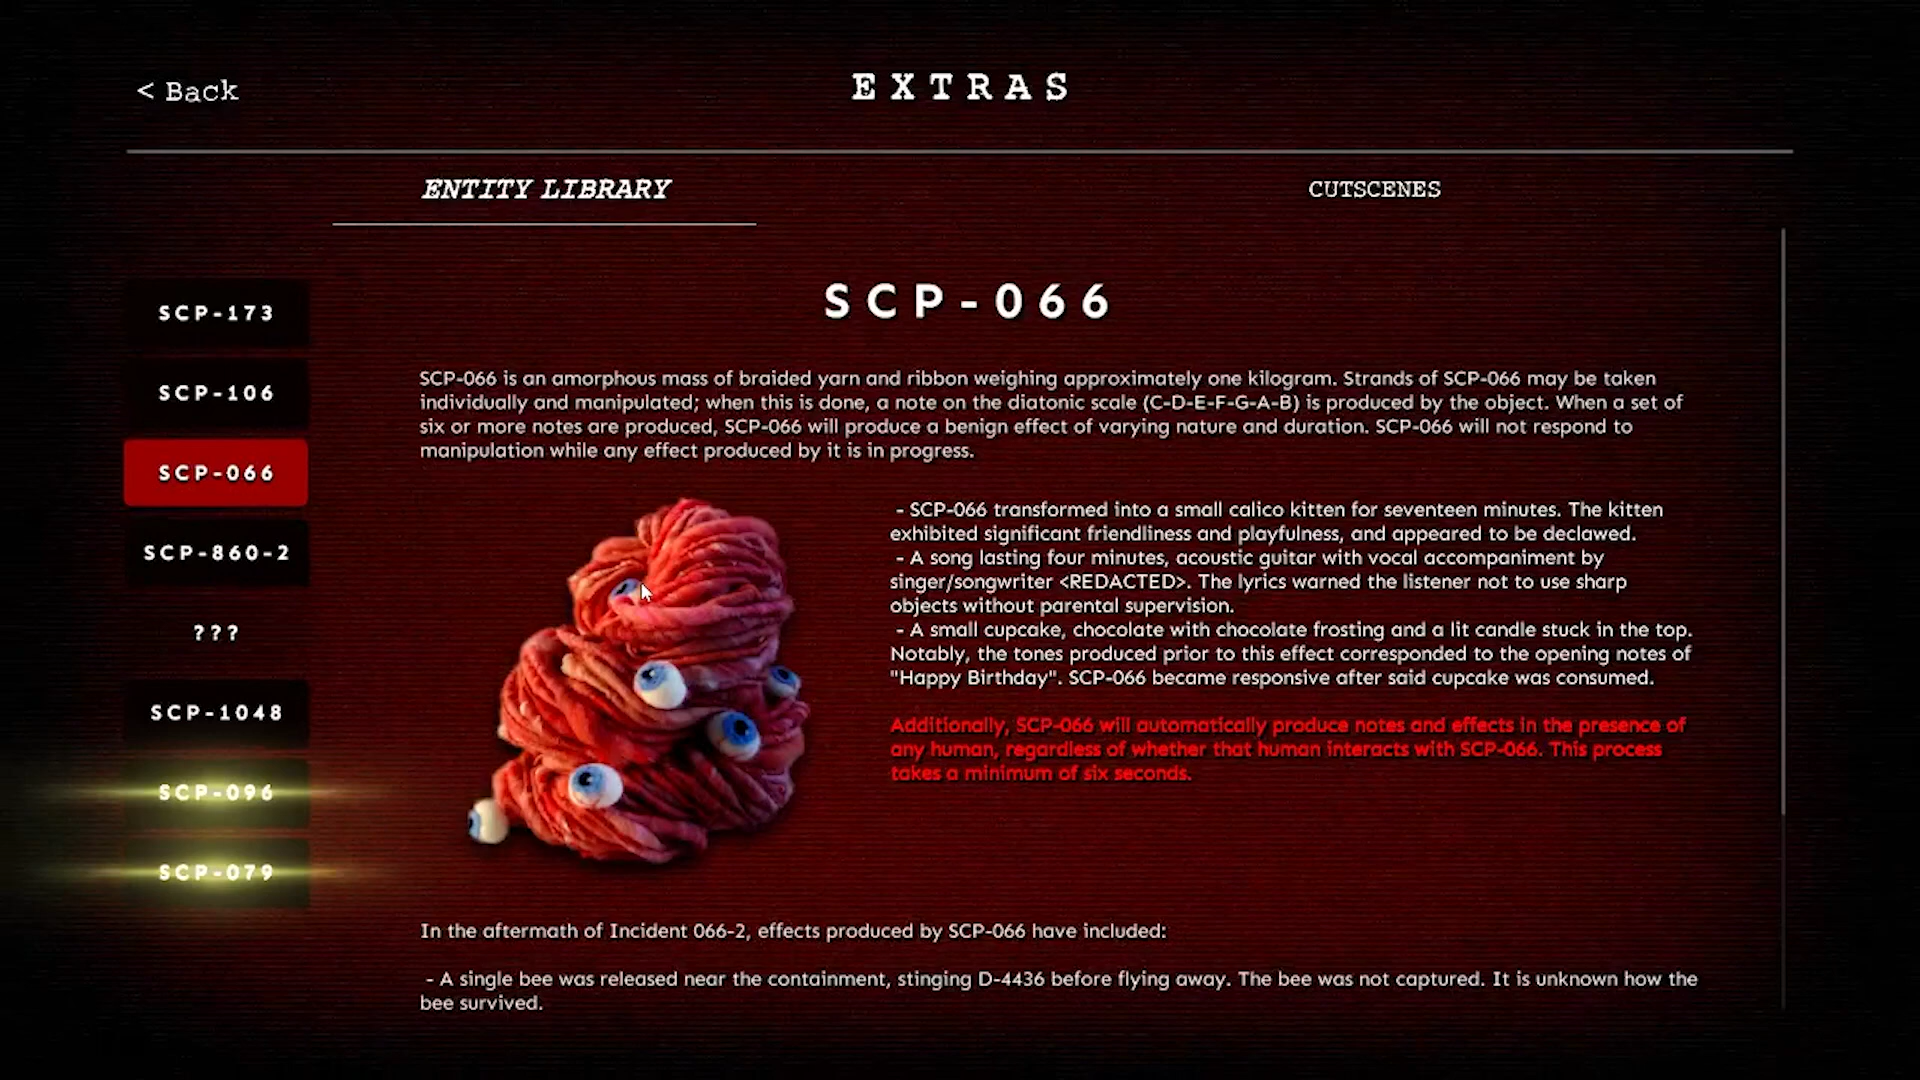 < Back
EXTRAS
ENTITY LIBRARY
CUTSCENES
SCP-173
SCP-106
SCP-066
SCP-860-2
???
SCP-1048
SCP-096
SCP-079
SCP-066
SCP-066 is an amorphous mass of braided yarn and ribbon weighing approximately one kilogram. Strands of SCP-066 may be taken
individually and manipulated; when this is done, a note on the diatonic scale (C-D-E-F-G-A-B) is produced by the object. When a set of
six or more notes are produced, SCP-066 will produce a benign effect of varying nature and duration. SCP-066 will not respond to
manipulation while any effect produced by it is in progress.
- SCP-066 transformed into a small calico kitten for seventeen minutes. The kitten
exhibited significant friendliness and playfulness, and appeared to be declawed.
- A song lasting four minutes, acoustic guitar with vocal accompaniment by
singer/songwriter <REDACTED>. The lyrics warned the listener not to use sharp
objects without parental supervision.
- A small cupcake, chocolate with chocolate frosting and a lit candle stuck in the top.
Notably, the tones produced prior to this effect corresponded to the opening notes of
"Happy Birthday". SCP-066 became responsive after said cupcake was consumed.
Additionally, SCP-066 will automatically produce notes and effects in the presence of
any human, regardless of whether that human interacts with SCP-066. This process
takes a minimum of six seconds.
In the aftermath of Incident 066-2, effects produced by SCP-066 have included:
- A single bee was released near the containment, stinging D-4436 before flying away. The bee was not captured. It is unknown how the
bee survived.